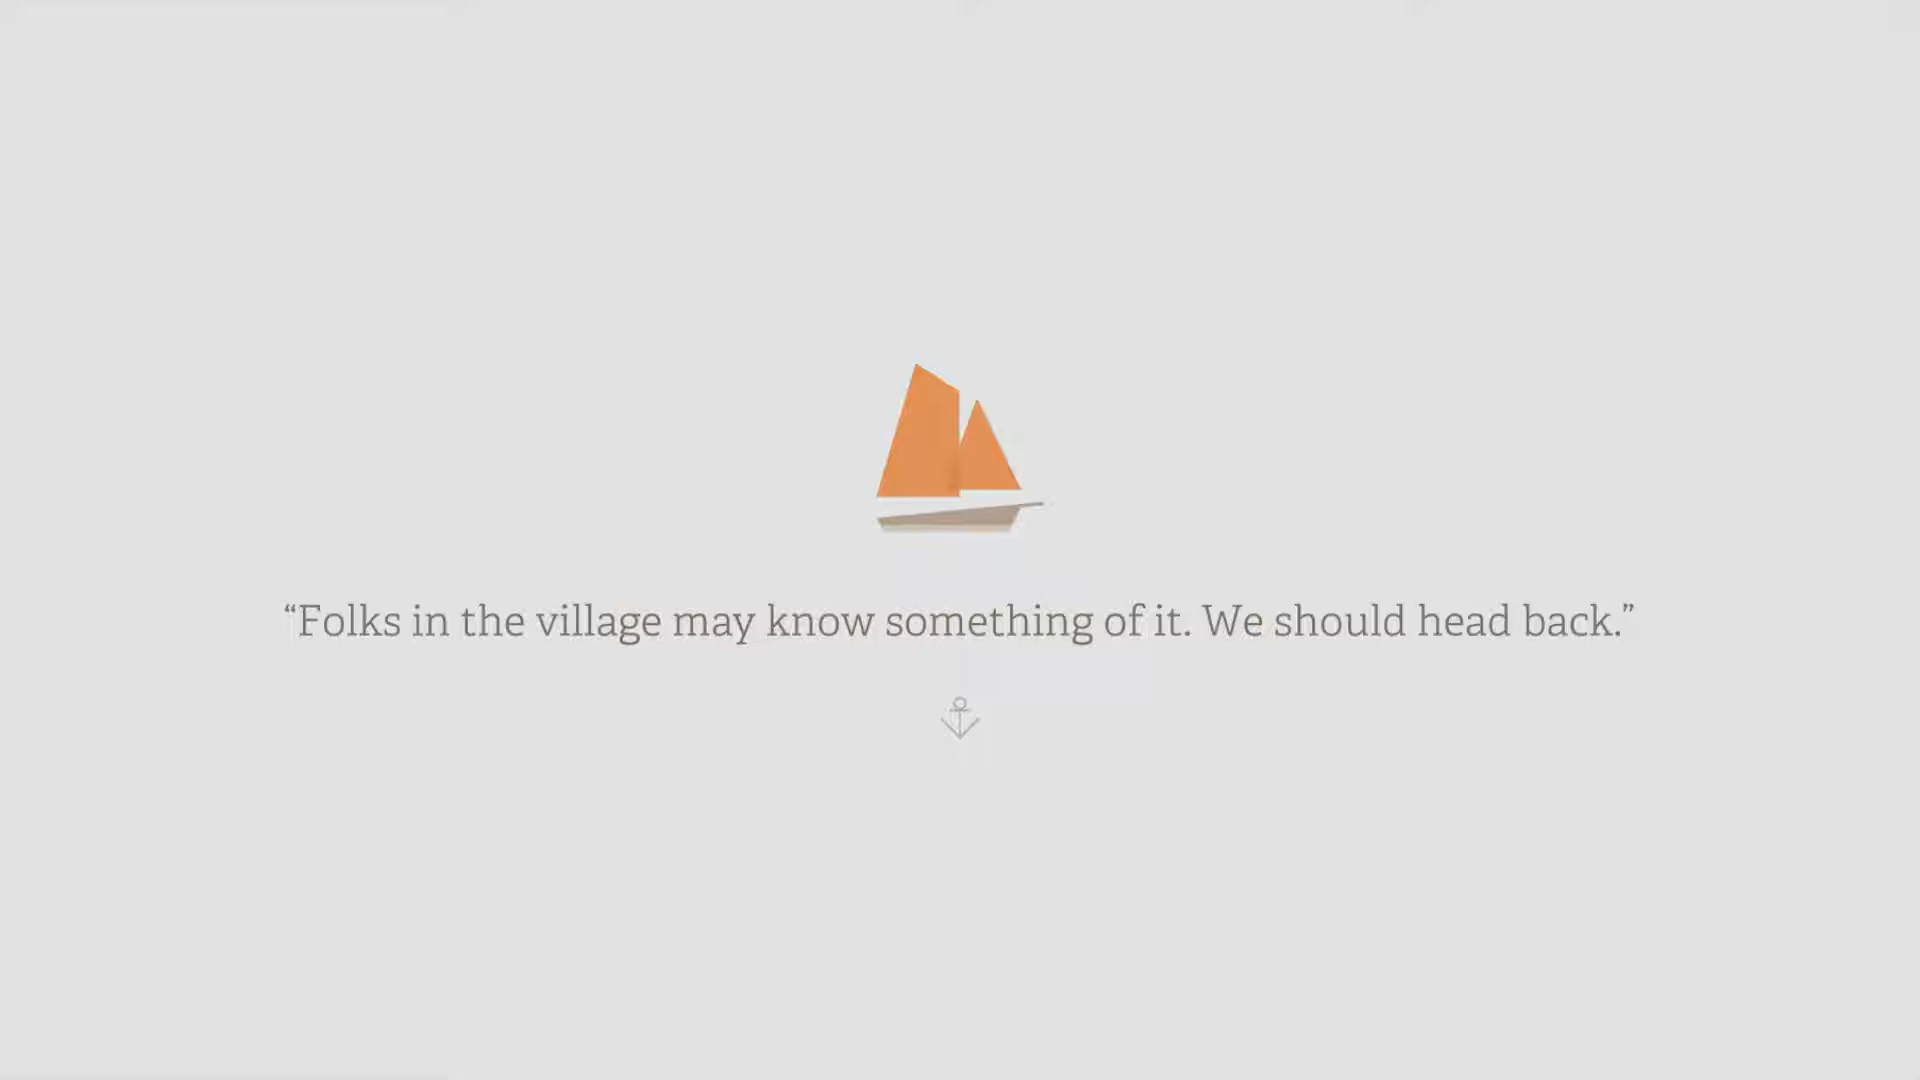 “Folks in the village may know something of it. We should head back.”